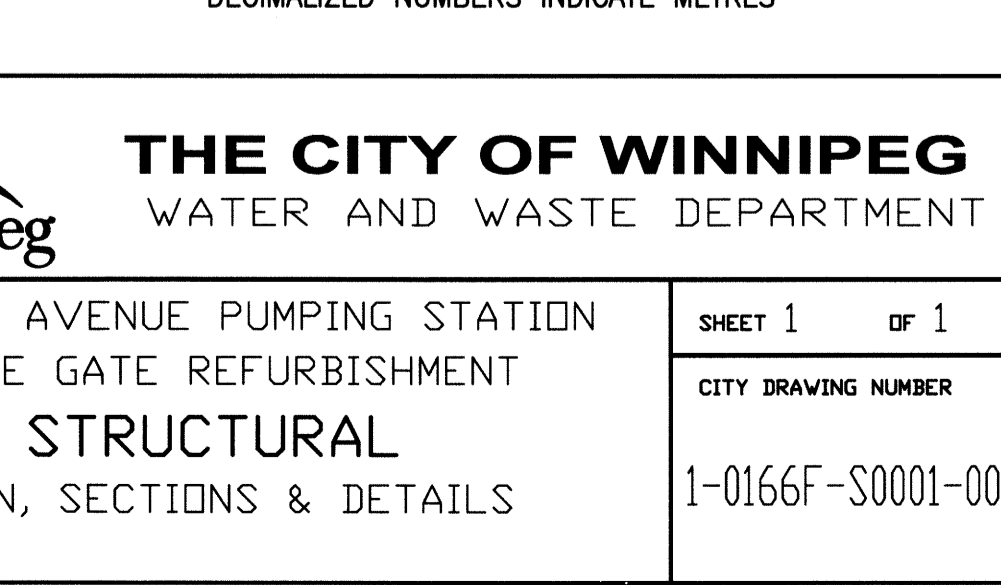 DECIMALIZED NUMBERS INDICATE METRES
THE CITY OF WINNIPEG
WATER AND WASTE DEPARTMENT
eg
AVENUE PUMPING STATION
E GATE REFURBISHMENT
STRUCTURAL
N, SECTIONS & DETAILS
SHEET 1 OF 1
CITY DRAWING NUMBER
1-0166F-S0001-00